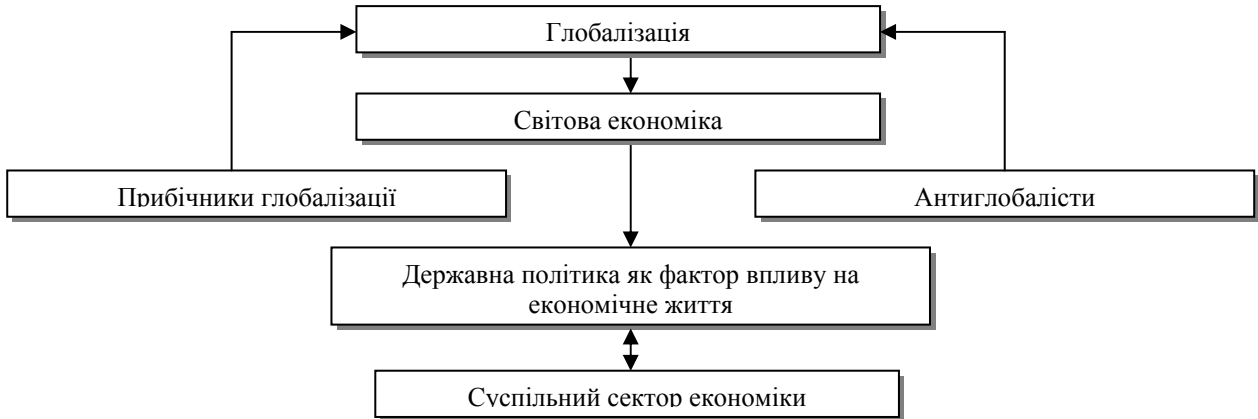 Глобалізація
Світова економіка
Прибічники глобалізації
Антиглобалісти
Державна політика як фактор впливу на
економічне життя
Суспільний сектор економіки